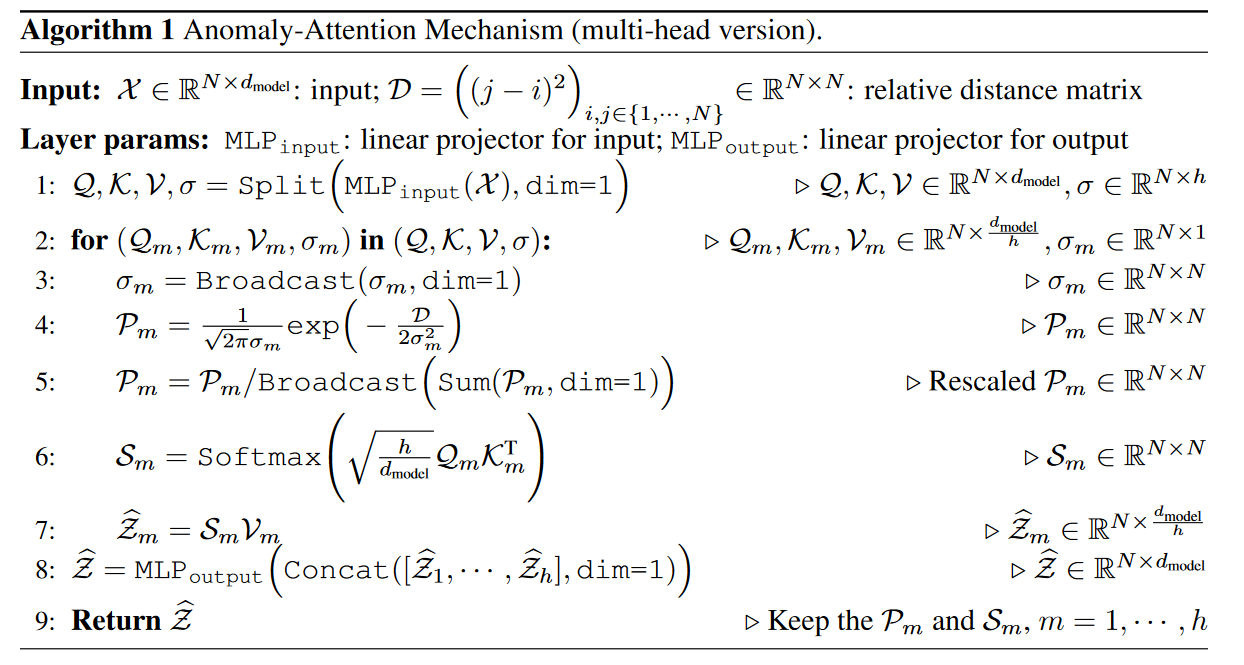 Algorithm 1 Anomaly-Attention Mechanism (multi-head version).
Input: $\mathcal{X} \in \mathbb{R}^{N \times d_{\text{model}}}$: input; $\mathcal{D} = \left((j-i)^2\right)_{i,j \in \{1,\cdots,N\}} \in \mathbb{R}^{N \times N}$: relative distance matrix
Layer params: $\texttt{MLP}_{\texttt{input}}$: linear projector for input; $\texttt{MLP}_{\texttt{output}}$: linear projector for output
1: $\mathcal{Q}, \mathcal{K}, \mathcal{V}, \sigma = \texttt{Split}\left(\texttt{MLP}_{\texttt{input}}(\mathcal{X}), \texttt{dim=1}\right)$ ▷ $\mathcal{Q}, \mathcal{K}, \mathcal{V} \in \mathbb{R}^{N \times d_{\text{model}}}, \sigma \in \mathbb{R}^{N \times h}$
2: for $(\mathcal{Q}_m, \mathcal{K}_m, \mathcal{V}_m, \sigma_m)$ in $(\mathcal{Q}, \mathcal{K}, \mathcal{V}, \sigma)$: ▷ $\mathcal{Q}_m, \mathcal{K}_m, \mathcal{V}_m \in \mathbb{R}^{N \times \frac{d_{\text{model}}}{h}}, \sigma_m \in \mathbb{R}^{N \times 1}$
3: $\sigma_m = \texttt{Broadcast}(\sigma_m, \texttt{dim=1})$ ▷ $\sigma_m \in \mathbb{R}^{N \times N}$
4: $\mathcal{P}_m = \frac{1}{\sqrt{2\pi}\sigma_m} \texttt{exp}\left(-\frac{\mathcal{D}}{2\sigma_m^2}\right)$ ▷ $\mathcal{P}_m \in \mathbb{R}^{N \times N}$
5: $\mathcal{P}_m = \mathcal{P}_m / \texttt{Broadcast}\left(\texttt{Sum}(\mathcal{P}_m, \texttt{dim=1})\right)$ ▷ Rescaled $\mathcal{P}_m \in \mathbb{R}^{N \times N}$
6: $\mathcal{S}_m = \texttt{Softmax}\left(\sqrt{\frac{h}{d_{\text{model}}}} \mathcal{Q}_m \mathcal{K}_m^{\text{T}}\right)$ ▷ $\mathcal{S}_m \in \mathbb{R}^{N \times N}$
7: $\widehat{\mathcal{Z}}_m = \mathcal{S}_m \mathcal{V}_m$ ▷ $\widehat{\mathcal{Z}}_m \in \mathbb{R}^{N \times \frac{d_{\text{model}}}{h}}$
8: $\widehat{\mathcal{Z}} = \texttt{MLP}_{\texttt{output}}\left(\texttt{Concat}([\widehat{\mathcal{Z}}_1, \cdots, \widehat{\mathcal{Z}}_h], \texttt{dim=1})\right)$ ▷ $\widehat{\mathcal{Z}} \in \mathbb{R}^{N \times d_{\text{model}}}$
9: Return $\widehat{\mathcal{Z}}$ ▷ Keep the $\mathcal{P}_m$ and $\mathcal{S}_m$, $m = 1, \cdots, h$